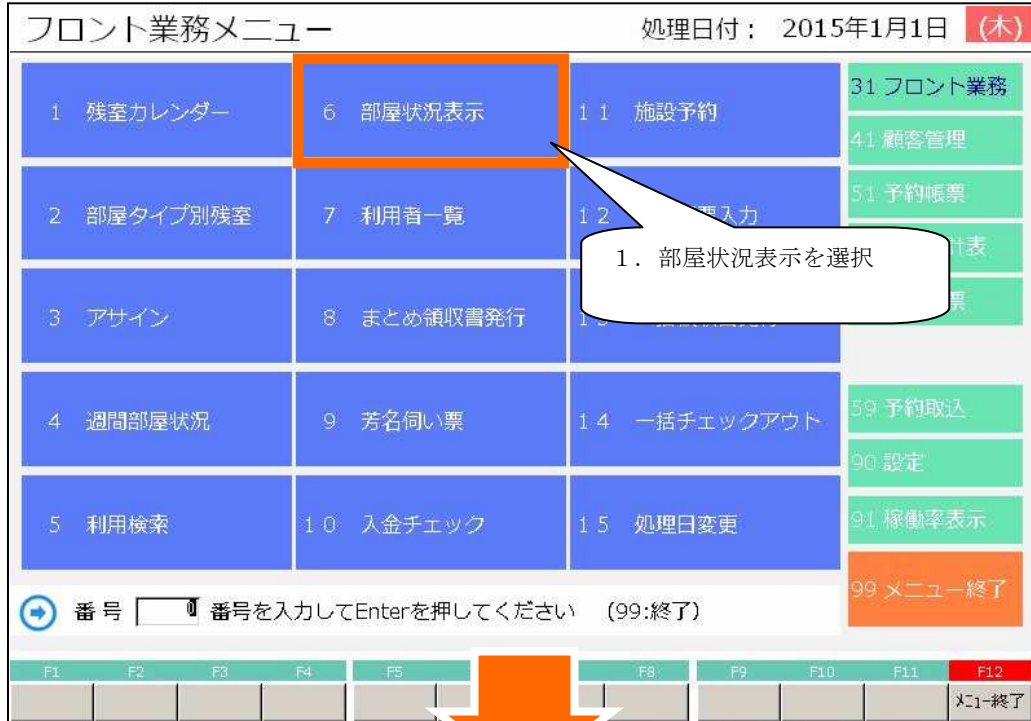 フロント業務メニュー 処理日付： 2015年1月1日 (木)
1 残室カレンダー
6 部屋状況表示
11 施設予約
31 フロント業務
41 顧客管理
2 部屋タイプ別残室
7 利用者一覧
12 票入力
51 予約帳票
計表
1．部屋状況表示を選択
3 アサイン
8 まとめ領収書発行
票
4 週間部屋状況
9 芳名伺い票
14 一括チェックアウト
59 予約取込
90 設定
5 利用検索
10 入金チェック
15 処理日変更
91 稼働率表示
99 メニュー終了
番号 0 番号を入力してEnterを押してください (99:終了)
F1 F2 F3 F4 F5 F8 F9 F10 F11 F12
ﾒﾆｭｰ終了